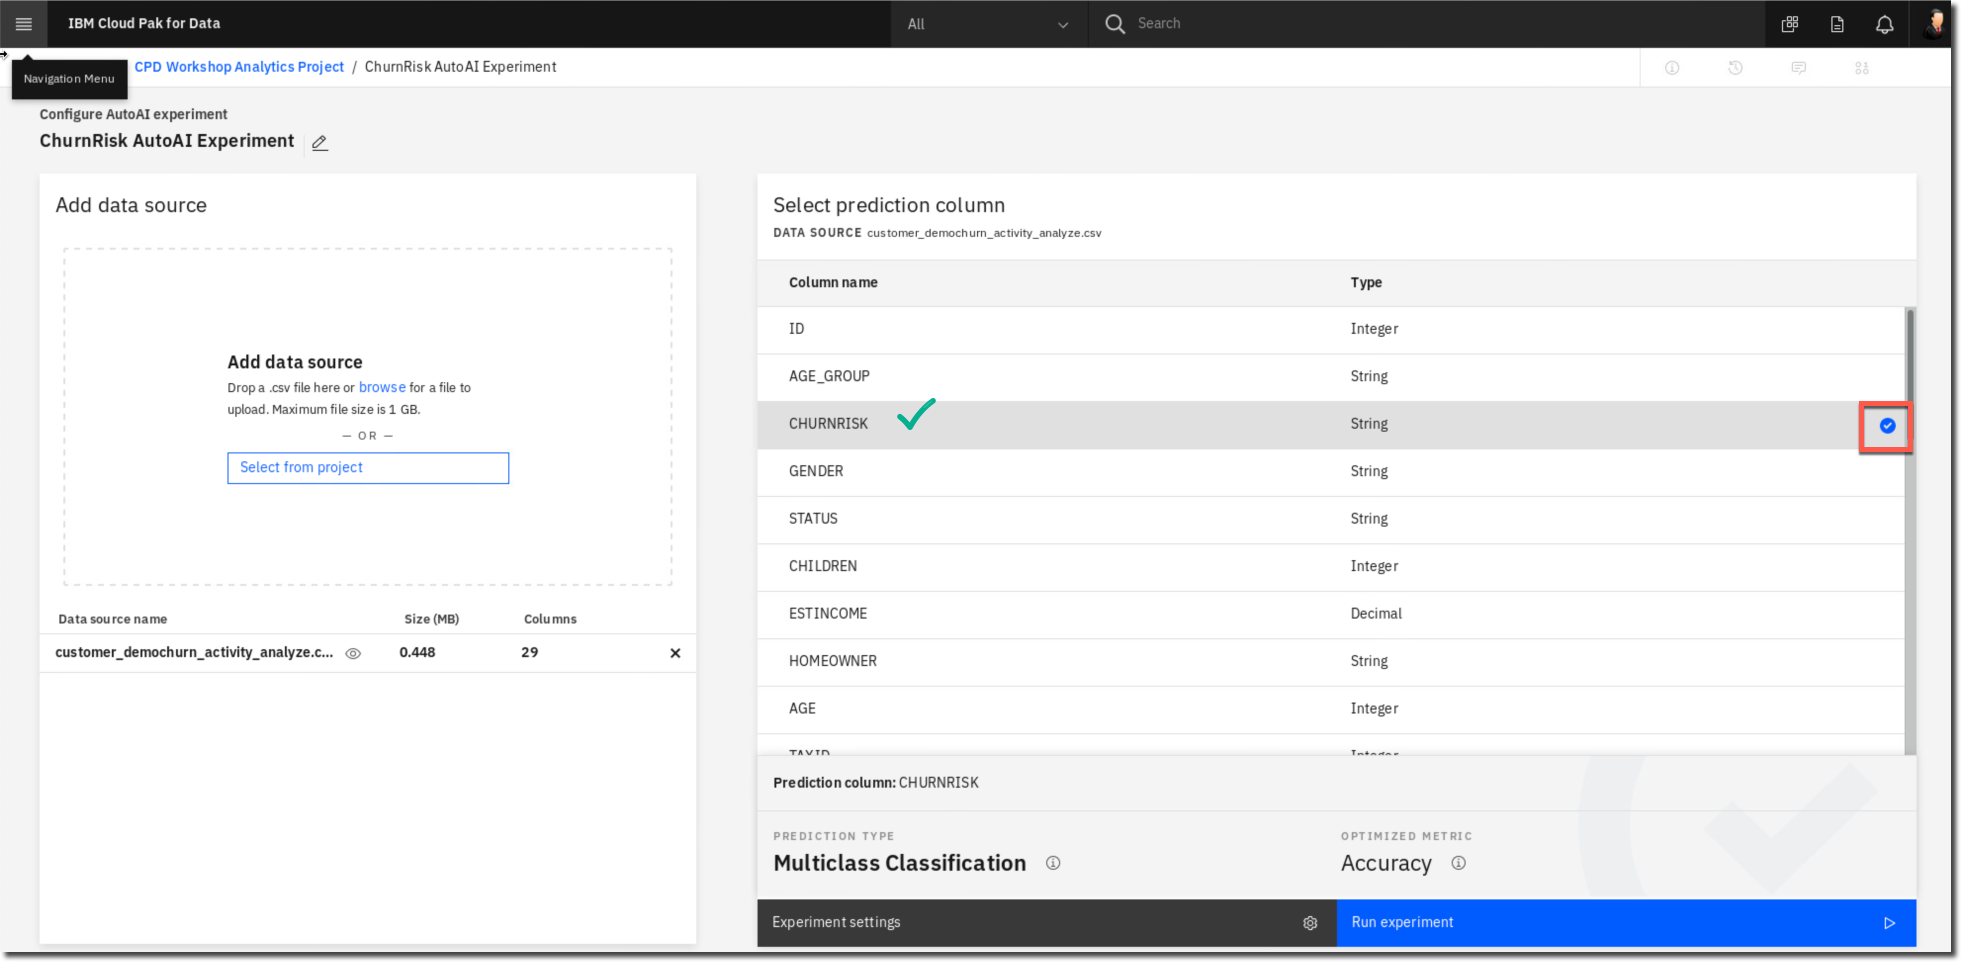 IBM Cloud Pak for Data
All
Search
Navigation Menu
CPD Workshop Analytics Project / ChurnRisk AutoAI Experiment
Configure AutoAI experiment
ChurnRisk AutoAI Experiment
Add data source
Add data source
Drop a .csv file here or browse for a file to
upload. Maximum file size is 1 GB.
— OR —
Select from project
Data source name Size (MB) Columns
customer_demochurn_activity_analyze.c... 0.448 29
Select prediction column
DATA SOURCE customer_demochurn_activity_analyze.csv
Column name Type
ID Integer
AGE_GROUP String
CHURNRISK String
GENDER String
STATUS String
CHILDREN Integer
ESTINCOME Decimal
HOMEOWNER String
AGE Integer
TAXID Integer
Prediction column: CHURNRISK
PREDICTION TYPE
Multiclass Classification
OPTIMIZED METRIC
Accuracy
Experiment settings
Run experiment